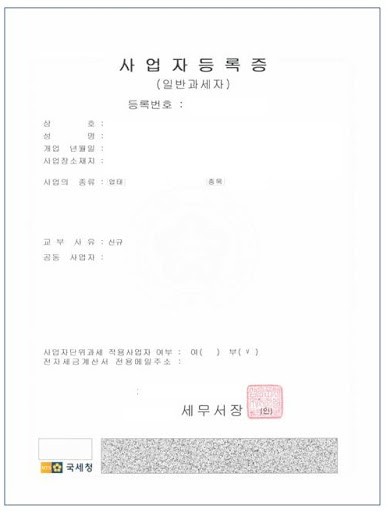 사업자등록증
(일반과세자)
등록번호 :
상 호 :
성 명 :
개업 년월일 :
사업장소재지 :
사업의 종류 : 업태 종목
교 부 사 유 : 신규
공동 사업자 :
사업자단위과세 적용사업자 여부 : 여( ) 부( v )
전자세금계산서 전용메일주소 :
:
세무서장 (인)
NTS 국세청